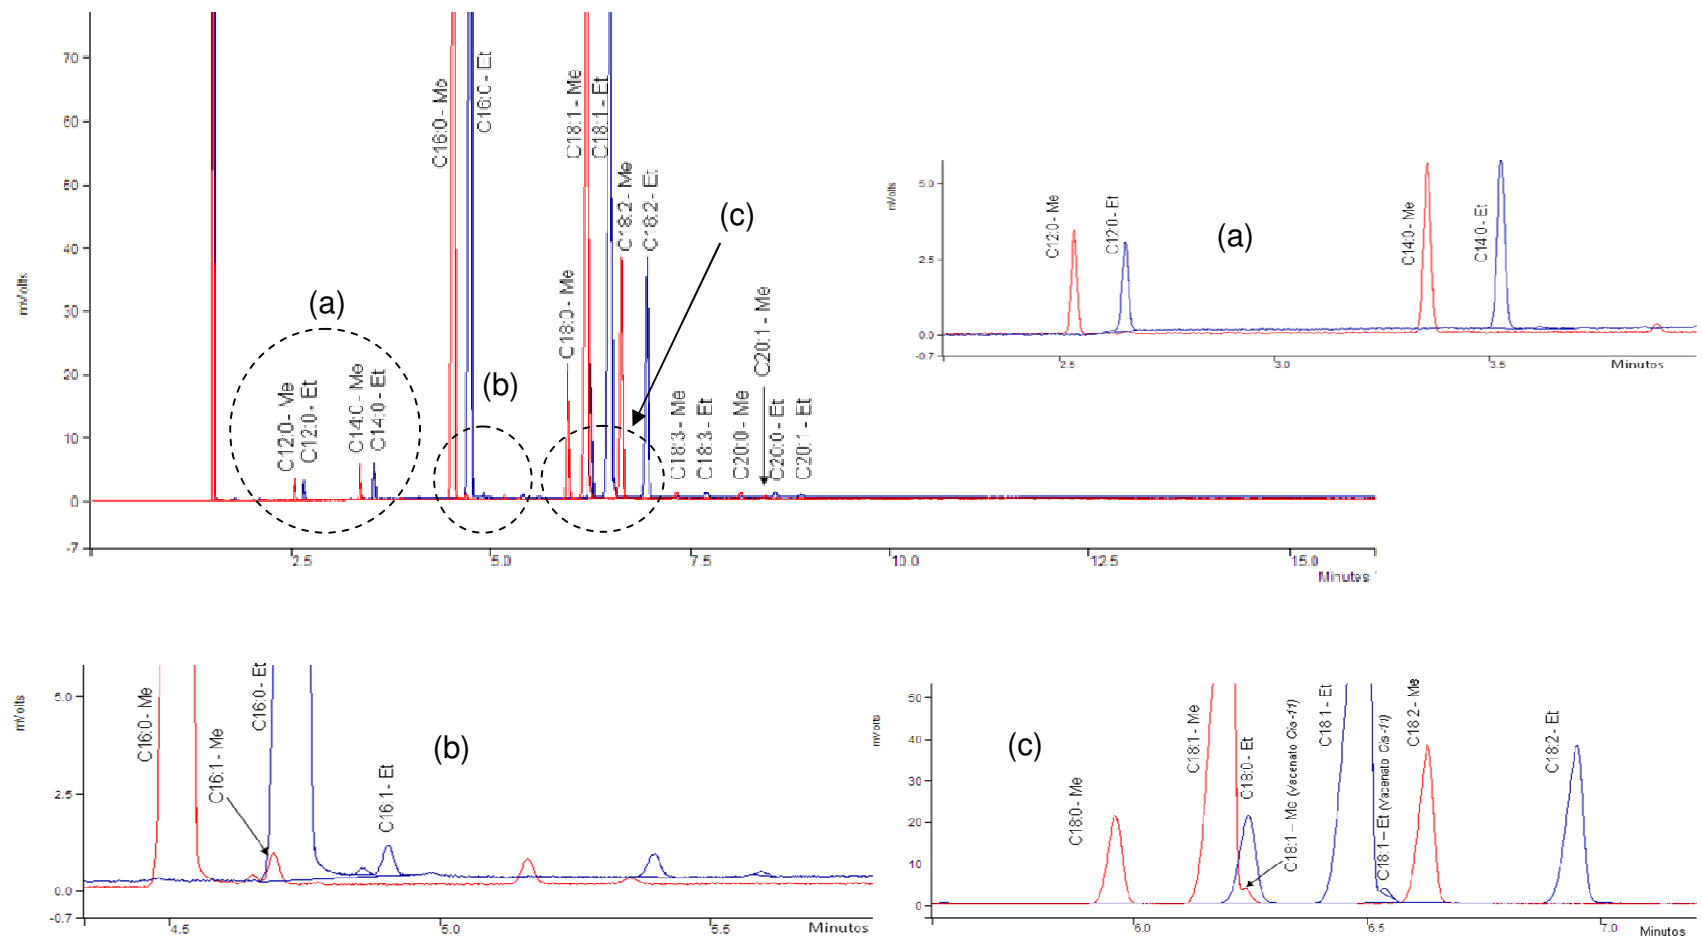 70
60
50
40
30
20
10
0
-7
mVolts
2.5
5.0
7.5
10.0
12.5
15.0
Minutes
(a)
(b)
(c)
C12:0 - Me
C12:0 - Et
C14:0 - Me
C14:0 - Et
C16:0 - Me
C16:0 - Et
C18:0 - Me
C18:1 - Me
C18:1 - Et
C18:2 - Me
C18:2 - Et
C18:3 - Me
C18:3 - Et
C20:0 - Me
C20:1 - Me
C20:0 - Et
C20:1 - Et
mVolts
5.0
2.5
0.0
-0.7
C12:0 - Me
C12:0 - Et
(a)
C14:0 - Me
C14:0 - Et
2.5
3.0
3.5
Minutos
mVolts
5.0
2.5
0.0
-0.7
C16:0 - Me
C16:1 - Me
C16:0 - Et
C16:1 - Et
(b)
4.5
5.0
5.5
Minutos
mVolts
50
40
30
20
10
0
(c)
C18:0 - Me
C18:1 - Me
C18:0 - Et
C18:1 – Me (Vacenato Cis-11)
C18:1 - Et
C18:1 – Et (Vacenato Cis-11)
C18:2 - Me
C18:2 - Et
6.0
6.5
7.0
Minutos